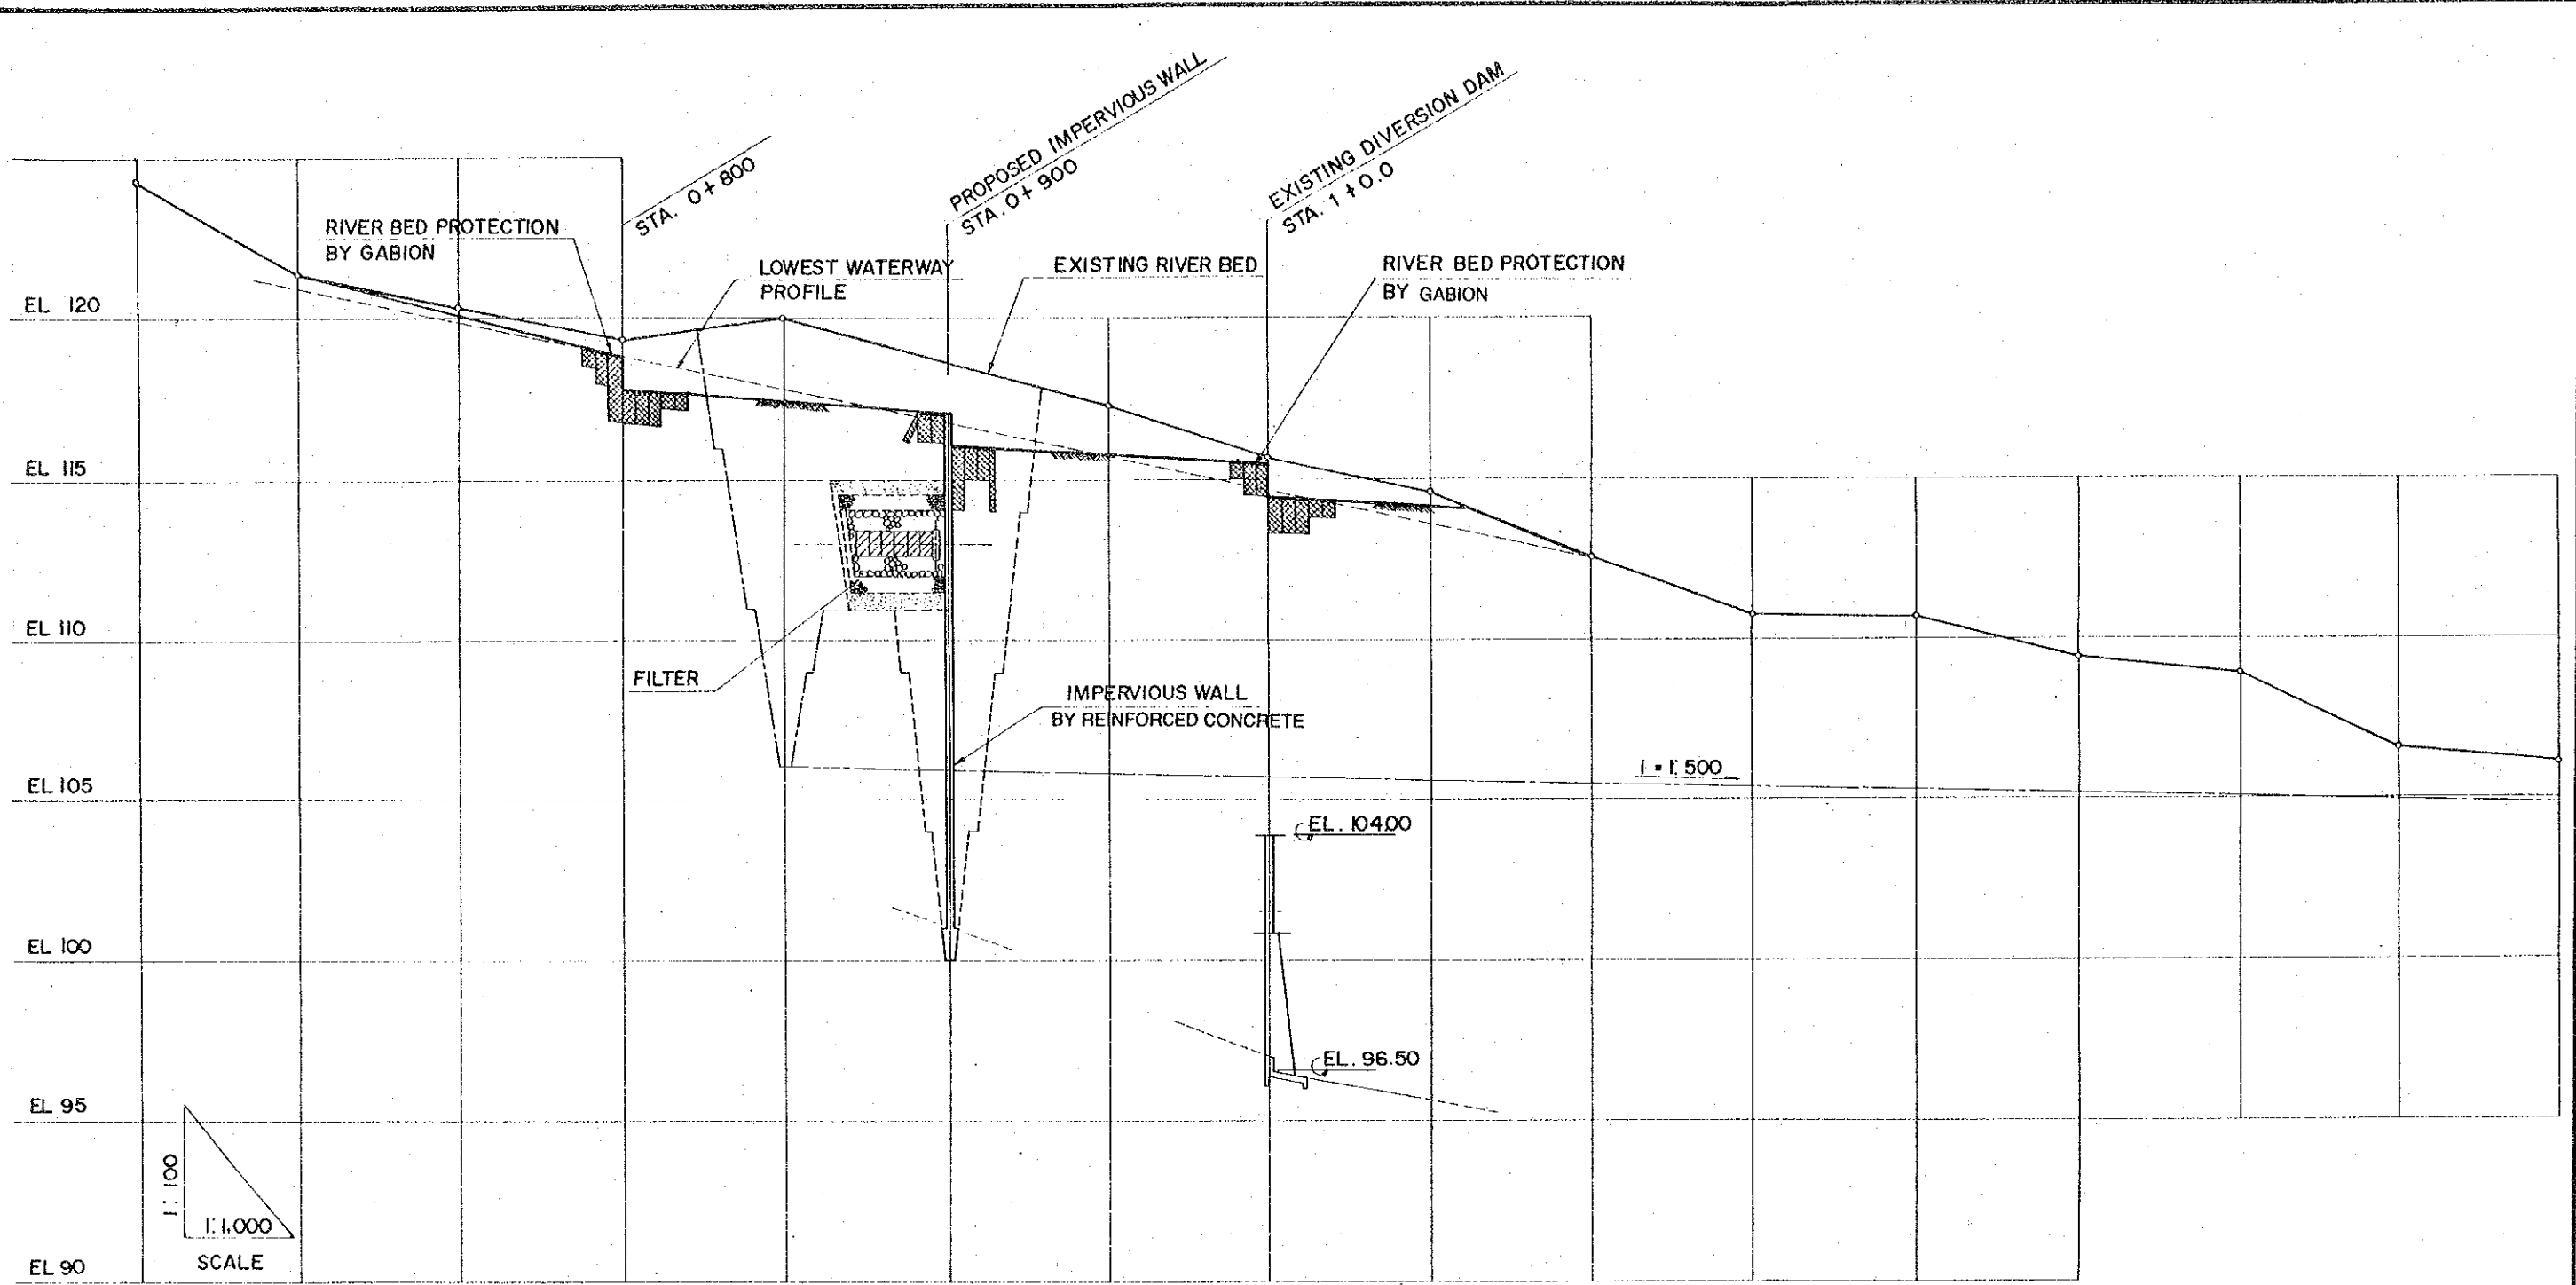 PROPOSED IMPERVIOUS WALL
STA. 0+ 900
EXISTING DIVERSION DAM
STA. 1 + 0.0
STA. 0+ 800
RIVER BED PROTECTION
BY GABION
LOWEST WATERWAY
PROFILE
EXISTING RIVER BED
RIVER BED PROTECTION
BY GABION
EL 120
EL 115
EL 110
FILTER
IMPERVIOUS WALL
BY REINFORCED CONCRETE
EL 105
I = 1: 500
EL. 104.00
EL 100
EL. 96.50
EL 95
1: 100
1:1.000
SCALE
EL 90